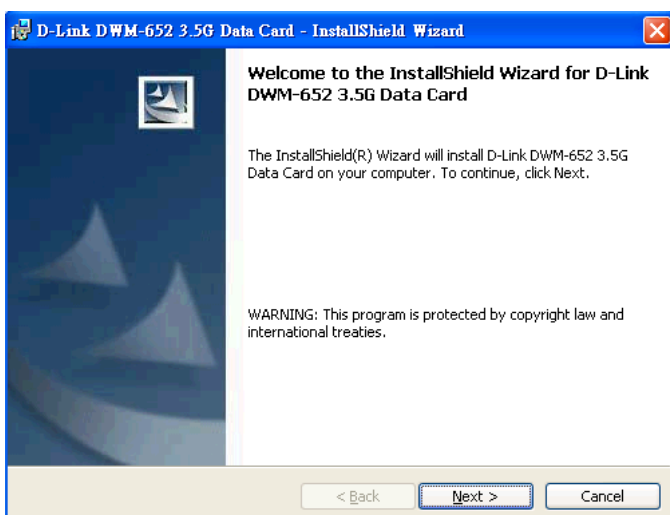 D-Link DWM-652 3.5G Data Card - InstallShield Wizard
Welcome to the InstallShield Wizard for D-Link
DWM-652 3.5G Data Card
The InstallShield(R) Wizard will install D-Link DWM-652 3.5G
Data Card on your computer. To continue, click Next.
WARNING: This program is protected by copyright law and
international treaties.
< Back
Next >
Cancel